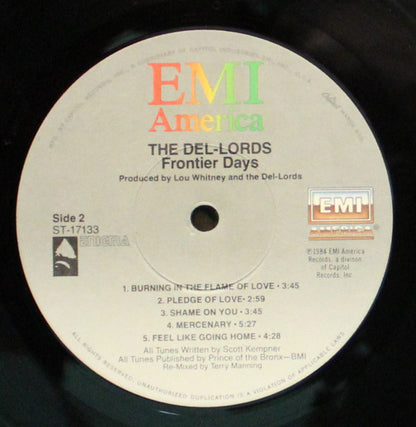 EMI
America
THE DEL-LORDS
Frontier Days
Produced by Lou Whitney and the Del-Lords
Side 2
ST-17133
ENIGMA
EMI
AMERICA
℗1984 EMI America
Records, a divison
of Capitol
Records, Inc.
1. BURNING IN THE FLAME OF LOVE • 3:45
2. PLEDGE OF LOVE • 2:59
3. SHAME ON YOU • 3:45
4. MERCENARY • 5:27
5. FEEL LIKE GOING HOME • 4:28
All Tunes Written by Scott Kempner
All Tunes Published by Prince of the Bronx—BMI
Re-Mixed by Terry Manning
ALL RIGHTS RESERVED. UNAUTHORIZED DUPLICATION IS A VIOLATION OF APPLICABLE LAWS